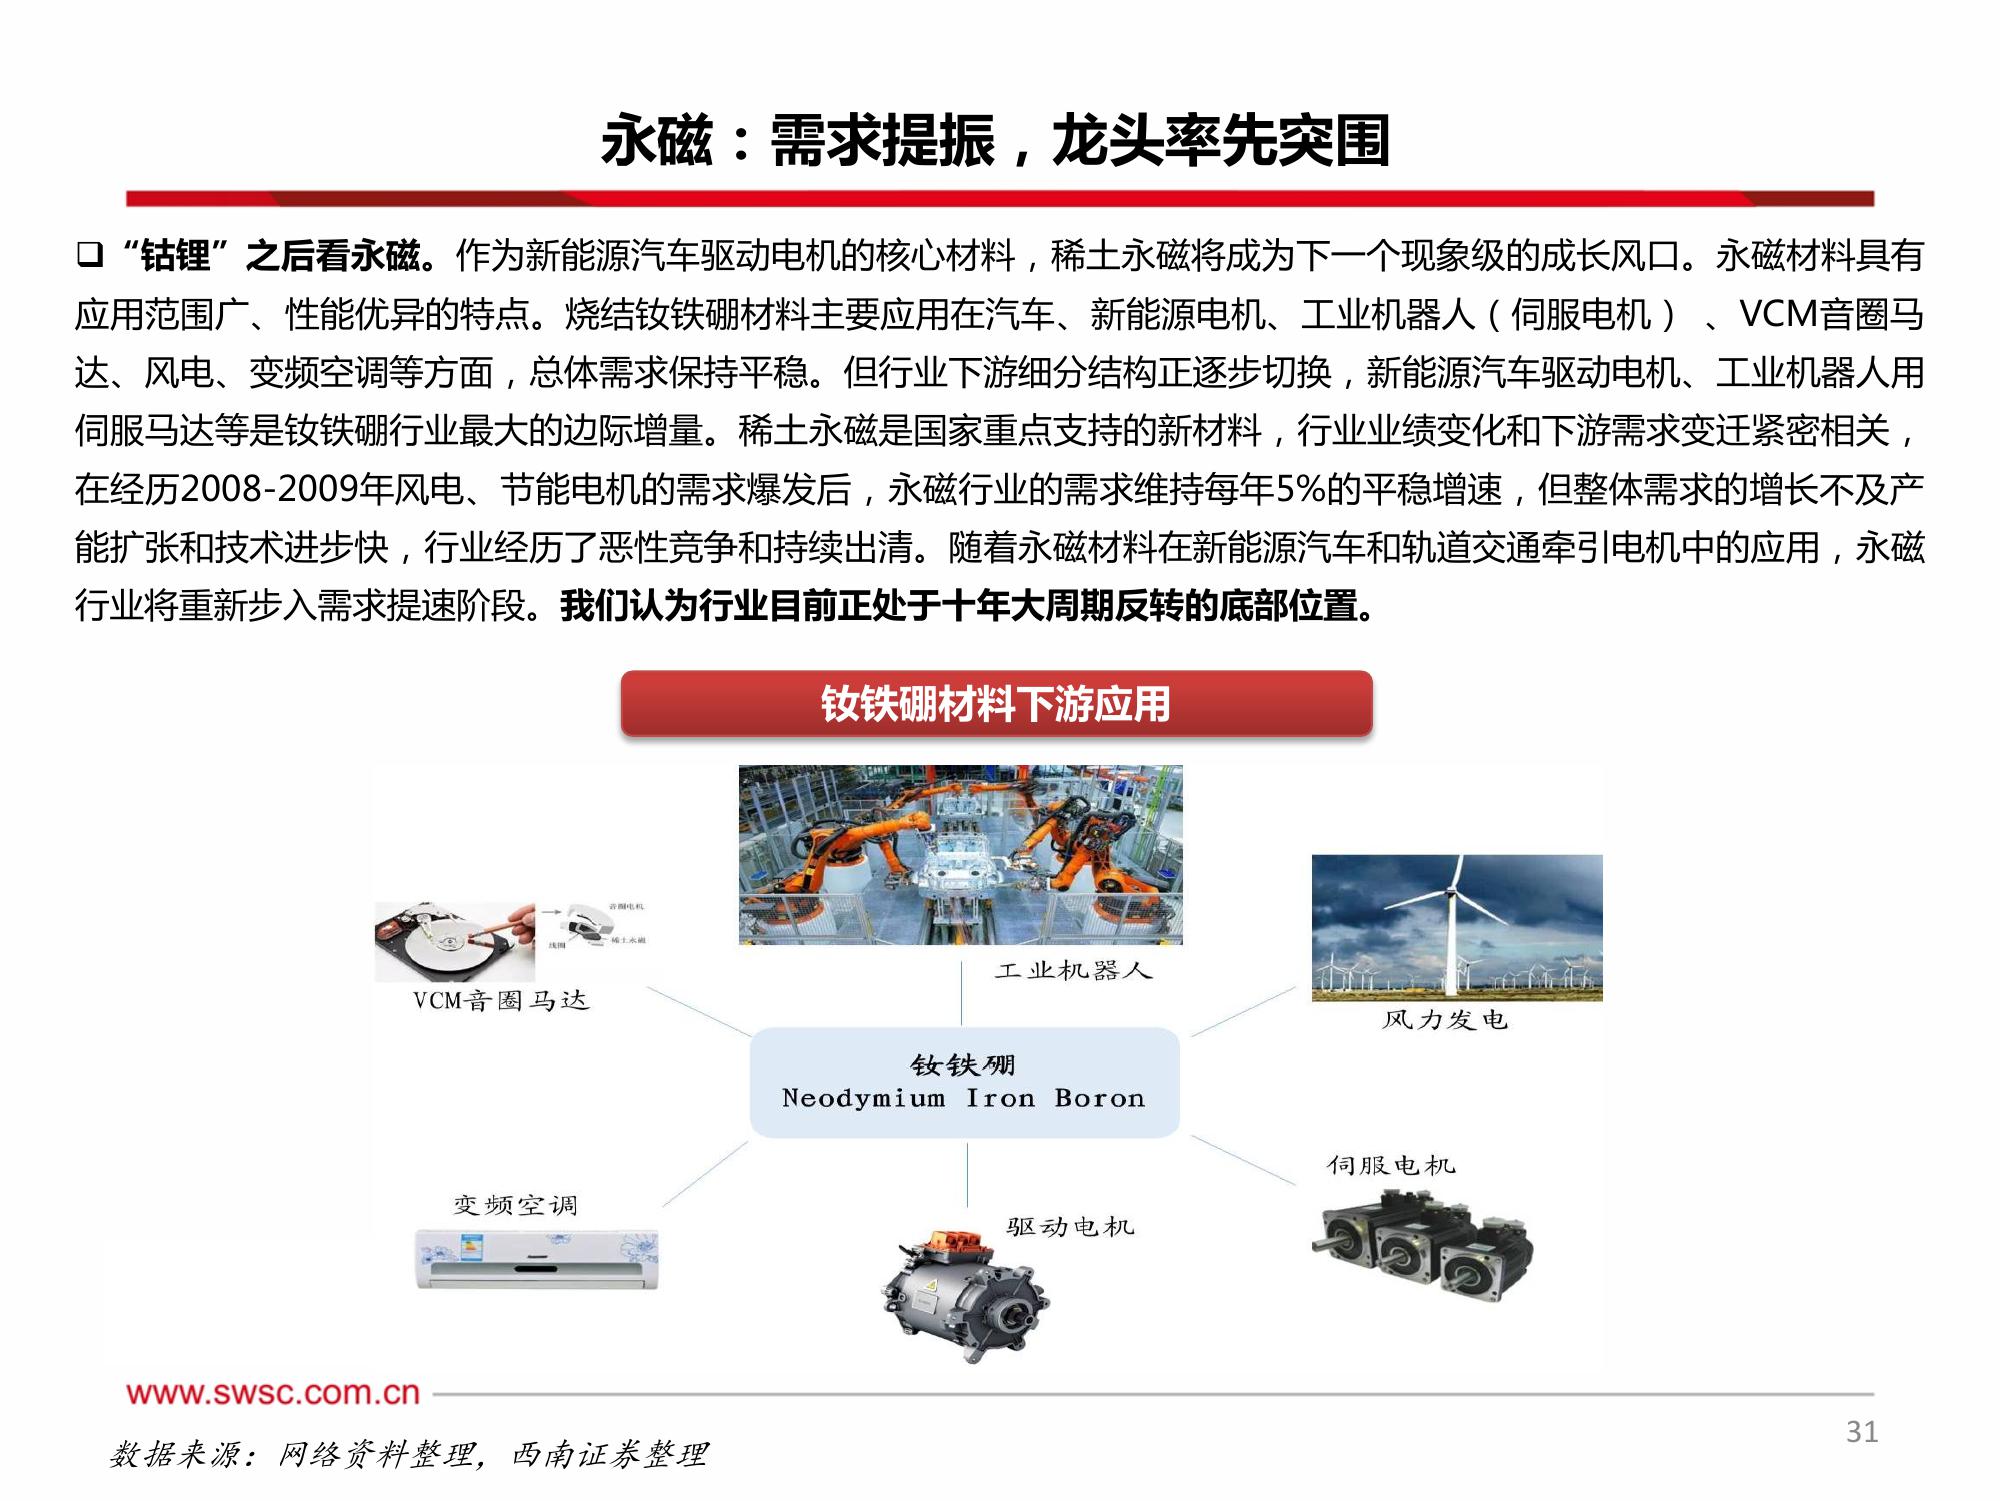 永磁：需求提振，龙头率先突围
❑“钴锂”之后看永磁。作为新能源汽车驱动电机的核心材料，稀土永磁将成为下一个现象级的成长风口。永磁材料具有
应用范围广、性能优异的特点。烧结钕铁硼材料主要应用在汽车、新能源电机、工业机器人（伺服电机）、VCM音圈马
达、风电、变频空调等方面，总体需求保持平稳。但行业下游细分结构正逐步切换，新能源汽车驱动电机、工业机器人用
伺服马达等是钕铁硼行业最大的边际增量。稀土永磁是国家重点支持的新材料，行业业绩变化和下游需求变迁紧密相关，
在经历2008-2009年风电、节能电机的需求爆发后，永磁行业的需求维持每年5%的平稳增速，但整体需求的增长不及产
能扩张和技术进步快，行业经历了恶性竞争和持续出清。随着永磁材料在新能源汽车和轨道交通牵引电机中的应用，永磁
行业将重新步入需求提速阶段。我们认为行业目前正处于十年大周期反转的底部位置。
钕铁硼材料下游应用
音圈电机
线圈
稀土永磁
VCM音圈马达
工业机器人
风力发电
钕铁硼
Neodymium Iron Boron
变频空调
驱动电机
伺服电机
www.swsc.com.cn
数据来源：网络资料整理，西南证券整理
31